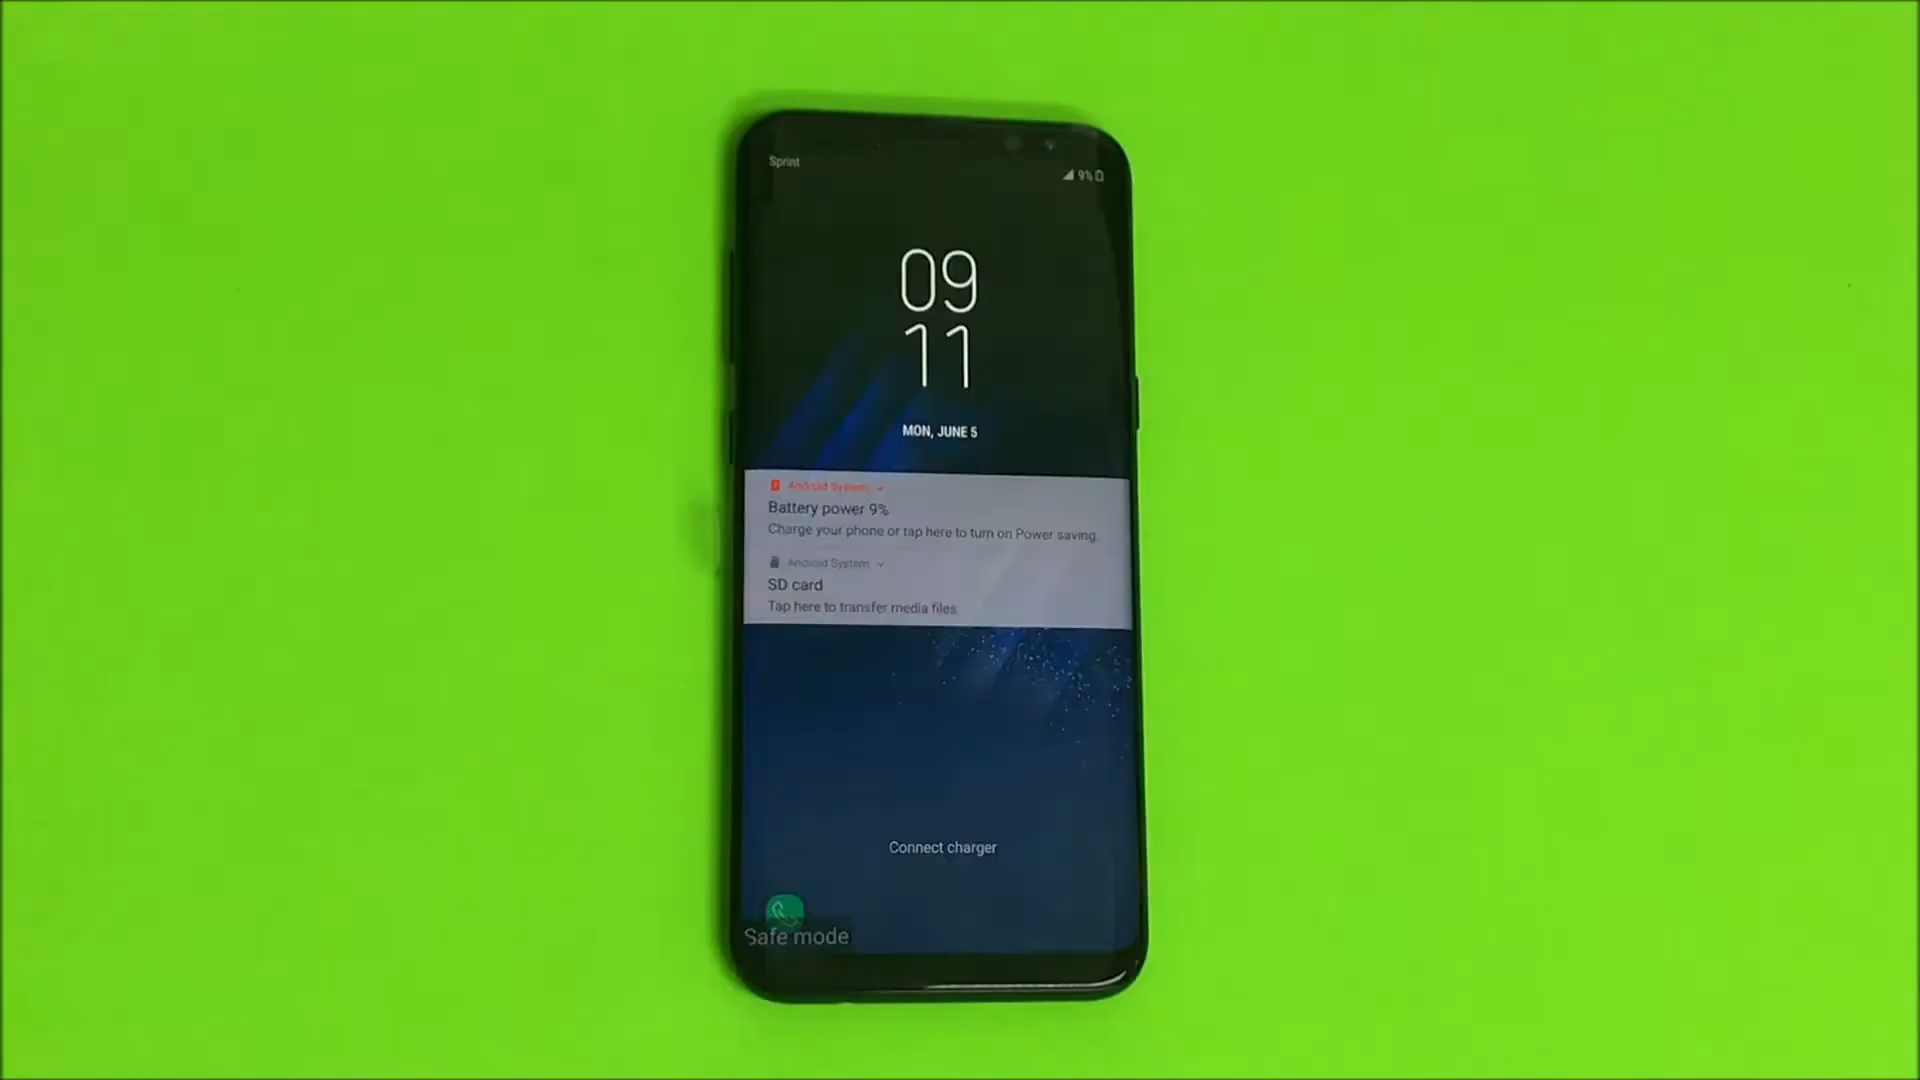 Sprint
9%
09
11
MON, JUNE 5
Android System
Battery power 9%
Charge your phone or tap here to turn on Power saving.
Android System
SD card
Tap here to transfer media files.
Connect charger
Safe mode